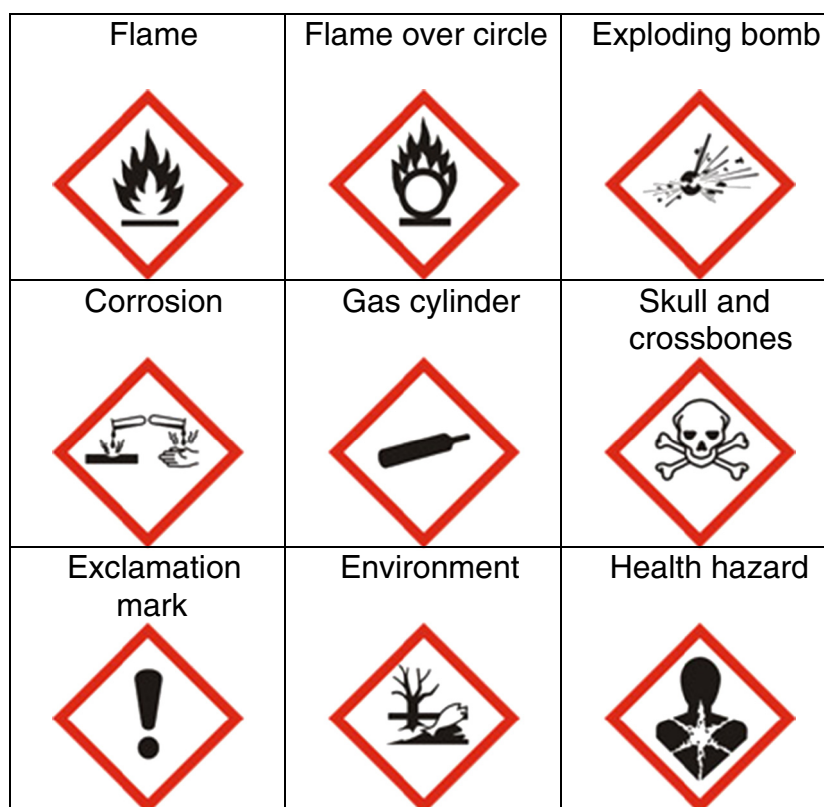 Flame
Flame over circle
Exploding bomb
Corrosion
Gas cylinder
Skull and
crossbones
Exclamation
mark
Environment
Health hazard